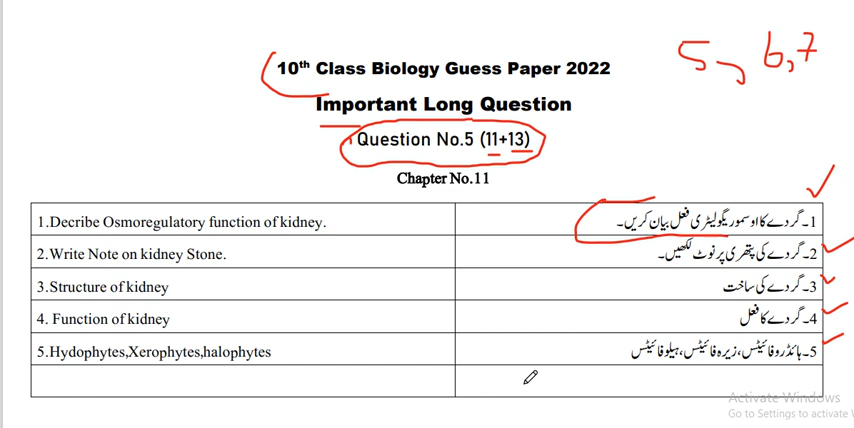 5, 6,7
10th Class Biology Guess Paper 2022
Important Long Question
Question No.5 (11+13)
Chapter No.11
1.Decribe Osmoregulatory function of kidney. 1۔گردے کا اوسموریگولیٹری فعل بیان کریں۔
2.Write Note on kidney Stone. 2۔گردے کی پتھری پر نوٹ لکھیں۔
3.Structure of kidney 3۔گردے کی ساخت
4. Function of kidney 4۔گردے کا فعل
5.Hydophytes,Xerophytes,halophytes 5۔ہائڈروفائیٹس، زیرہ فائیٹس، ہیلوفائیٹس
Activate Windows
Go to Settings to activate W